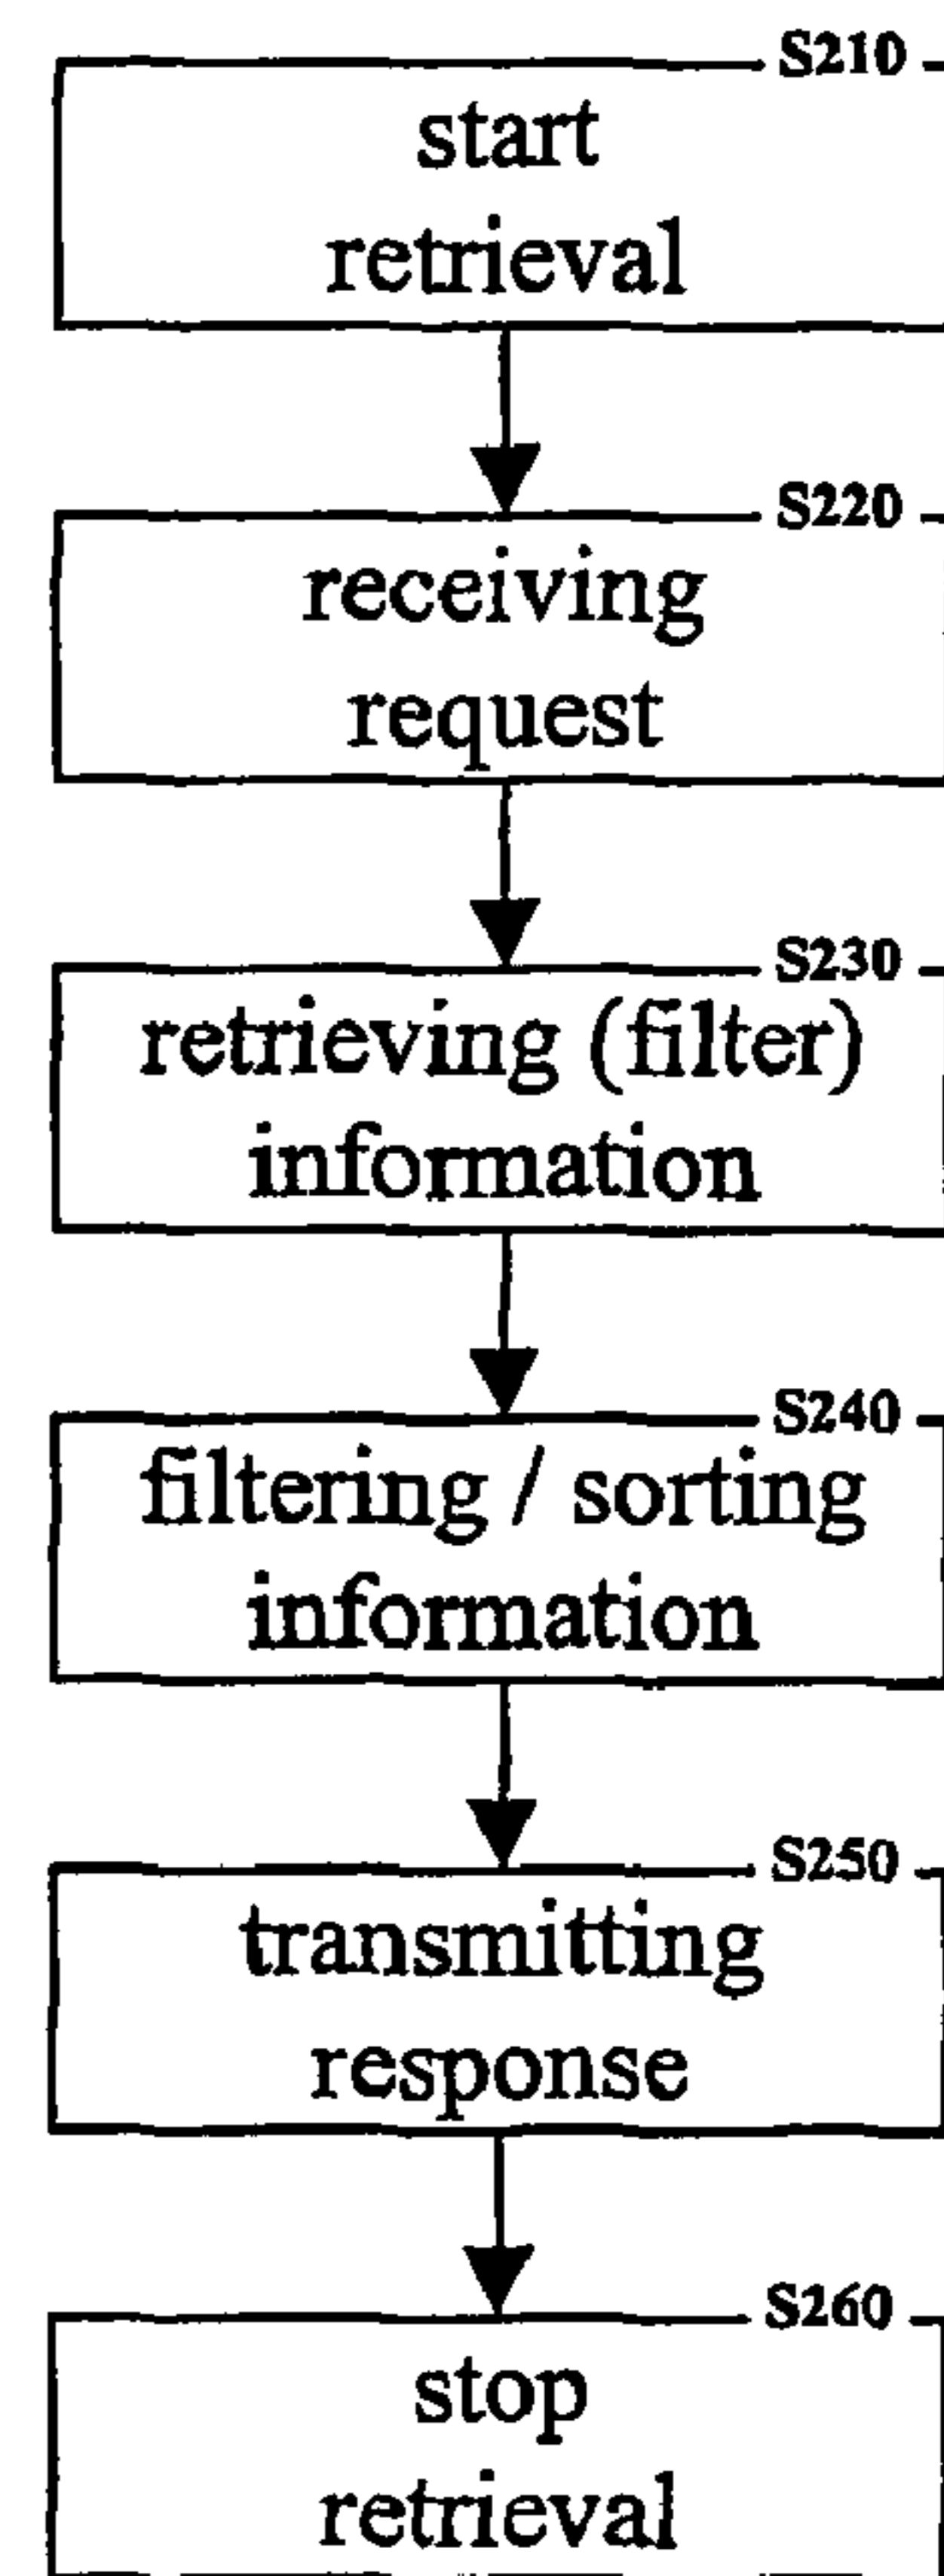 S210
start
retrieval
S220
receiving
request
S230
retrieving (filter)
information
S240
filtering / sorting
information
S250
transmitting
response
S260
stop
retrieval